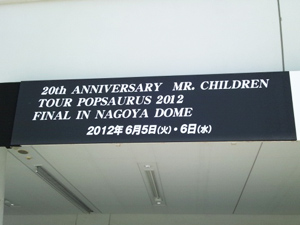 20th ANNIVERSARY MR. CHILDREN
TOUR POPSAURUS 2012
FINAL IN NAGOYA DOME
2012年 6月5日(火)・6日(水)